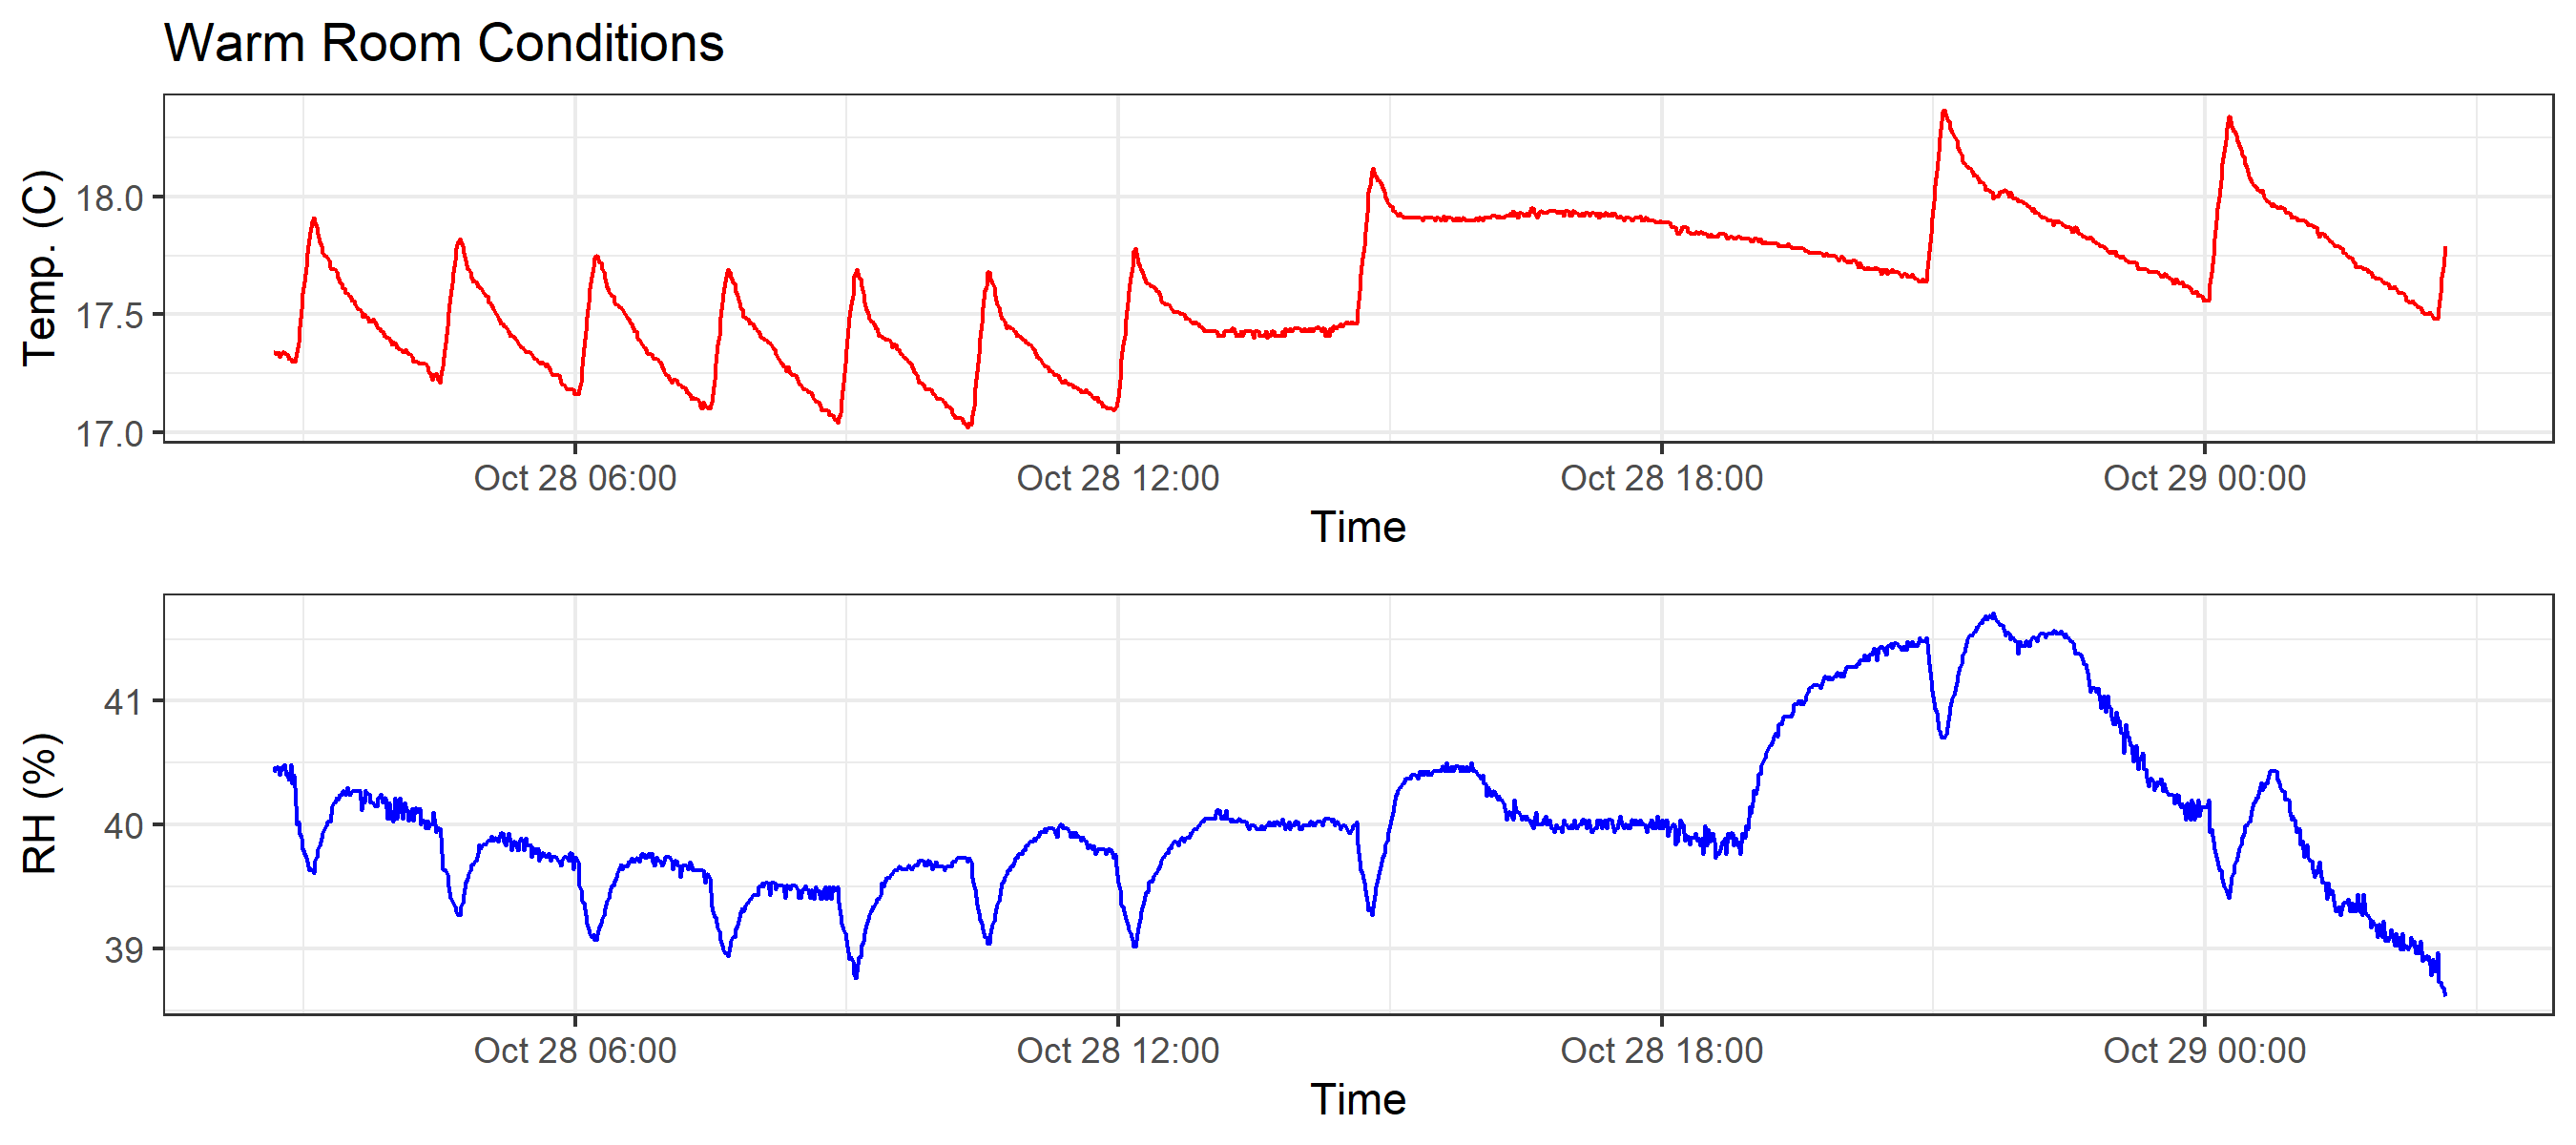 Warm Room Conditions
Temp. (C)
18.0
17.5
17.0
Oct 28 06:00 Oct 28 12:00 Oct 28 18:00 Oct 29 00:00
Time
RH (%)
41
40
39
Oct 28 06:00 Oct 28 12:00 Oct 28 18:00 Oct 29 00:00
Time